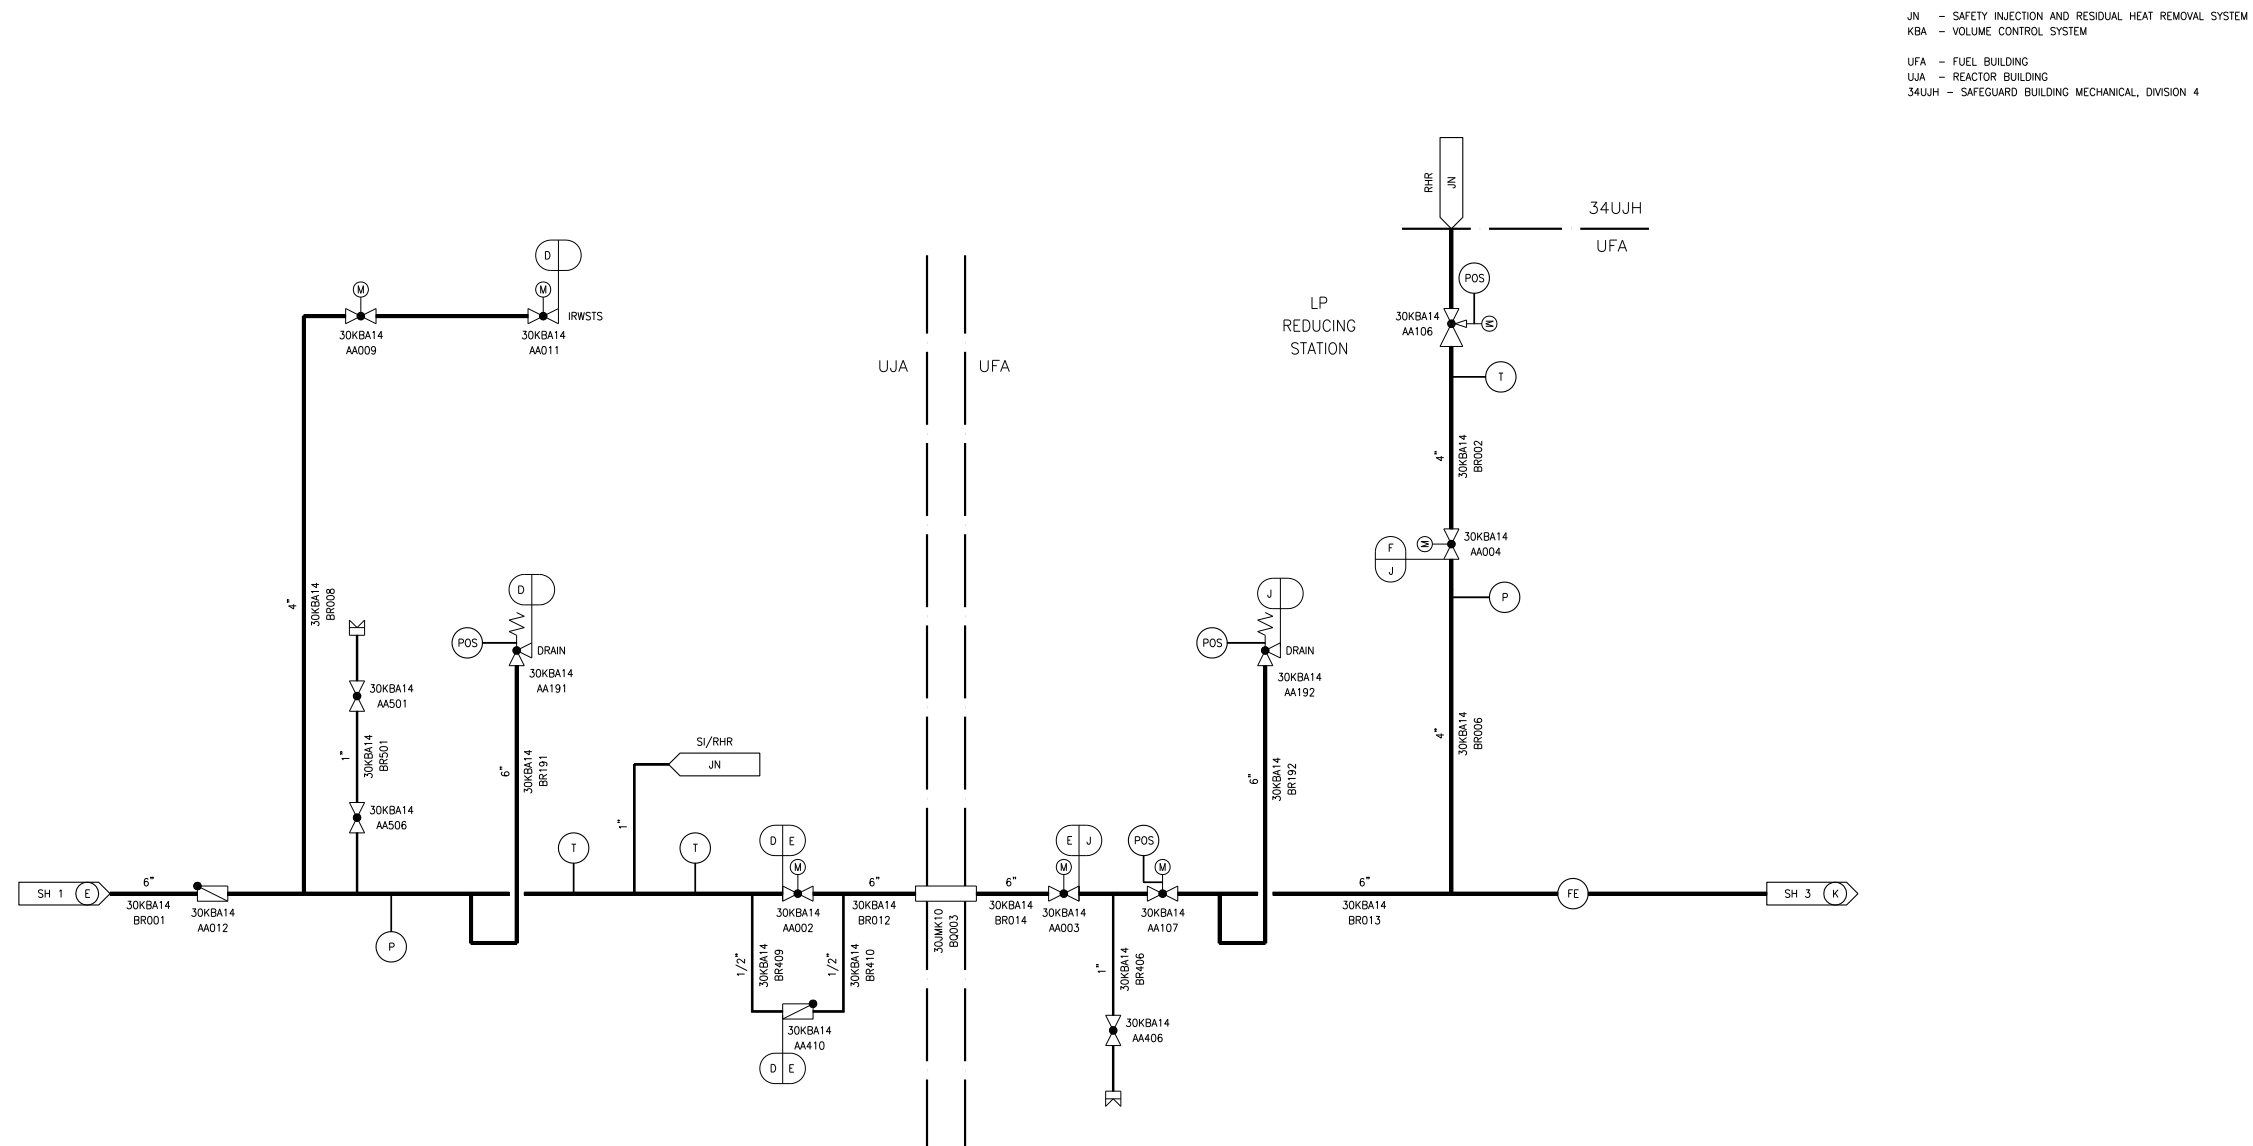 JN – SAFETY INJECTION AND RESIDUAL HEAT REMOVAL SYSTEM
KBA – VOLUME CONTROL SYSTEM
UFA – FUEL BUILDING
UJA – REACTOR BUILDING
34UJH – SAFEGUARD BUILDING MECHANICAL, DIVISION 4
RHR
JN
34UJH
UFA
D
M
M
IRWSTS
30KBA14
AA009
30KBA14
AA011
POS
LP
REDUCING
STATION
30KBA14
AA106
M
T
UJA
UFA
4"
30KBA14
BR002
F
J
M
30KBA14
AA004
P
4"
30KBA14
BR008
D
POS
DRAIN
30KBA14
AA191
J
POS
DRAIN
30KBA14
AA192
30KBA14
AA501
1"
30KBA14
BR501
30KBA14
AA506
6"
30KBA14
BR191
SI/RHR
JN
1"
6"
30KBA14
BR192
4"
30KBA14
BR006
T
T
D E
M
E J
M
POS
M
SH 1 E
6"
30KBA14
BR001
30KBA14
AA012
P
30KBA14
AA002
6"
30KBA14
BR012
30JMK10
BQ003
6"
30KBA14
BR014
30KBA14
AA003
30KBA14
AA107
6"
30KBA14
BR013
FE
SH 3 K
1/2"
30KBA14
BR409
1/2"
30KBA14
BR410
30KBA14
AA410
D E
1"
30KBA14
BR406
30KBA14
AA406